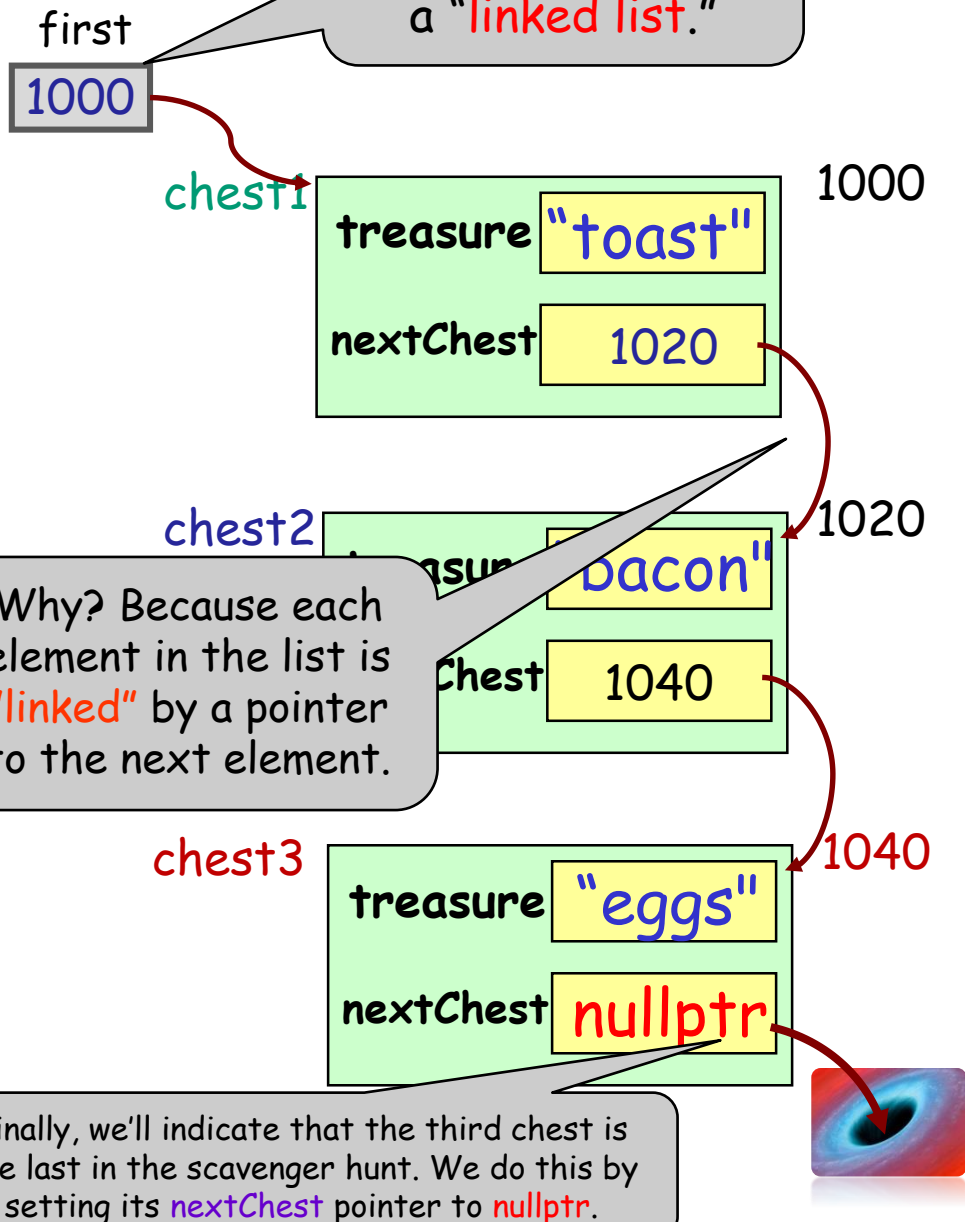 a “linked list.”
first
1000
chest1
1000
treasure “toast"
nextChest 1020
chest2
1020
bacon"
Chest 1040
Why? Because each
element in the list is
“linked” by a pointer
to the next element.
chest3
1040
treasure “eggs"
nextChest nullptr
inally, we’ll indicate that the third chest is
e last in the scavenger hunt. We do this by
setting its nextChest pointer to nullptr.